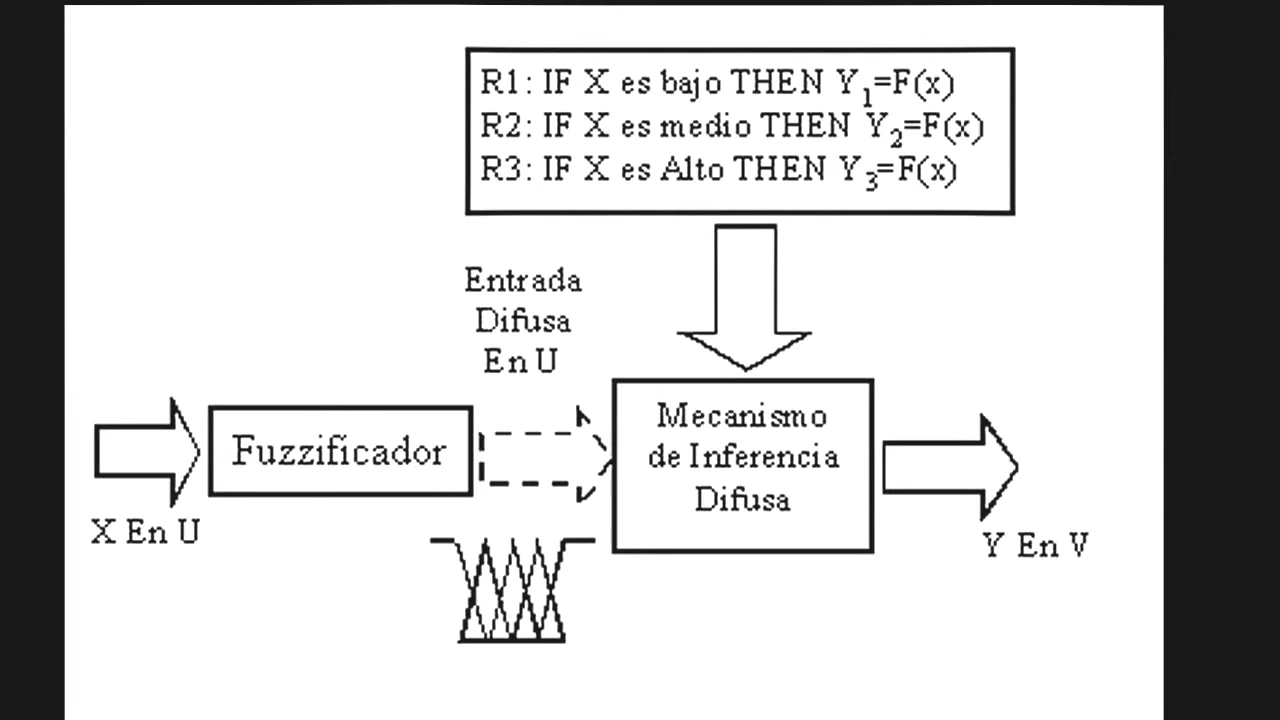 R1: IF X es bajo THEN Y1=F(x)
R2: IF X es medio THEN Y2=F(x)
R3: IF X es Alto THEN Y3=F(x)
Entrada
Difusa
En U
Fuzzificador
Mecanismo
de Inferencia
Difusa
X En U
Y En V